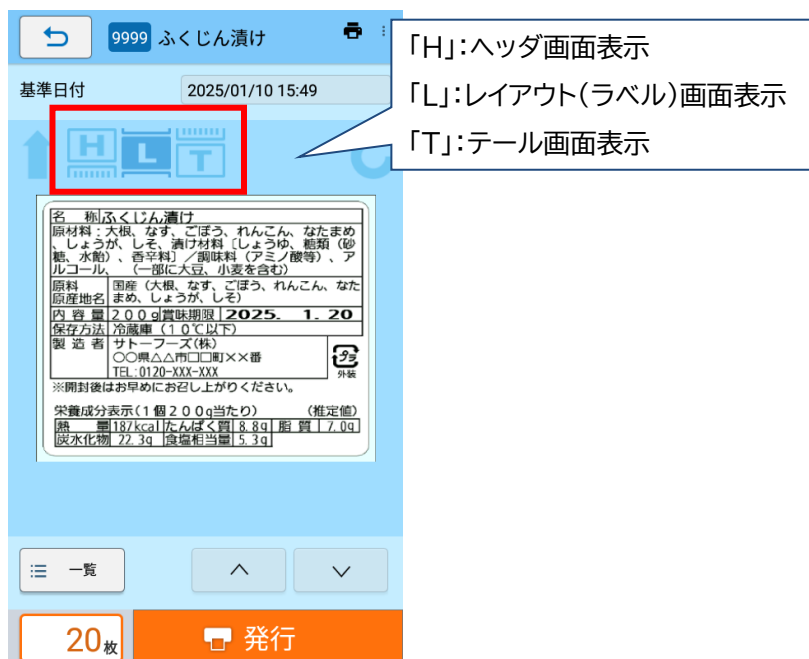 9999 ふくじん漬け
基準日付 2025/01/10 15:49
H L T
「H」：ヘッダ画面表示
「L」：レイアウト（ラベル）画面表示
「T」：テール画面表示
名　称 ふくじん漬け
原材料：大根、なす、ごぼう、れんこん、なたまめ
、しょうが、しそ、漬け材料〔しょうゆ、糖類（砂
糖、水飴）、香辛料〕／調味料（アミノ酸等）、ア
ルコール、（一部に大豆、小麦を含む）
原料 国産（大根、なす、ごぼう、れんこん、なた
原産地名 まめ、しょうが、しそ）
内 容 量 ２００g 賞味期限 2025. 1. 20
保存方法 冷蔵庫（１０℃以下）
製 造 者 サトーフーズ(株)
○○県△△市□□町××番
TEL:0120-XXX-XXX
プラ
外装
※開封後はお早めにお召し上がりください。
栄養成分表示(１個２００g当たり)　(推定値)
熱　量 187kcal たんぱく質 8.8g 脂 質 7.0g
炭水化物 22.3g 食塩相当量 5.3g
一覧
20枚 発行